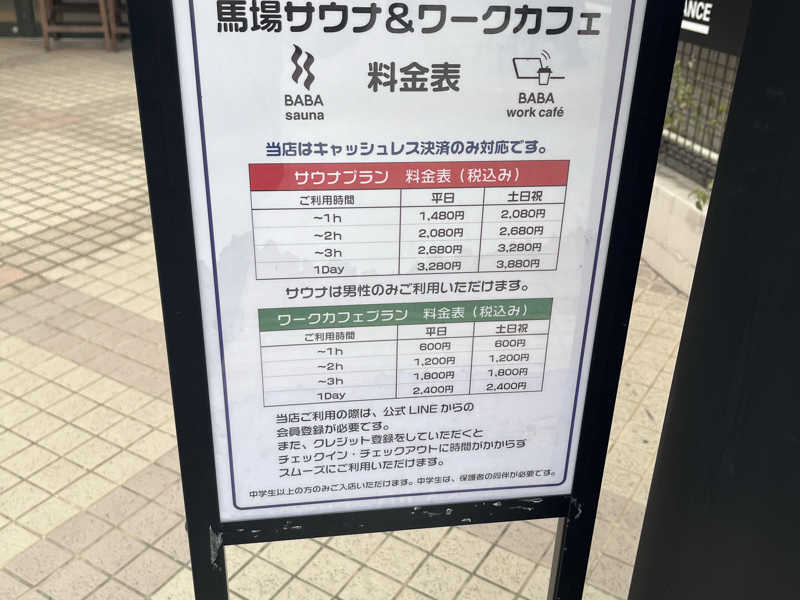 馬場サウナ&ワークカフェ
BABA
sauna
料金表
BABA
work café
当店はキャッシュレス決済のみ対応です。
サウナプラン 料金表（税込み）
ご利用時間 平日 土日祝
～1h 1,480円 2,080円
～2h 2,080円 2,680円
～3h 2,680円 3,280円
1Day 3,280円 3,880円
サウナは男性のみご利用いただけます。
ワークカフェプラン 料金表（税込み）
ご利用時間 平日 土日祝
～1h 600円 600円
～2h 1,200円 1,200円
～3h 1,800円 1,800円
1Day 2,400円 2,400円
当店ご利用の際は、公式LINEからの
会員登録が必要です。
また、クレジット登録をしていただくと
チェックイン・チェックアウトに時間がかからず
スムーズにご利用いただけます。
中学生以上の方のみご入店いただけます。中学生は、保護者の同伴が必要です。
ANCE